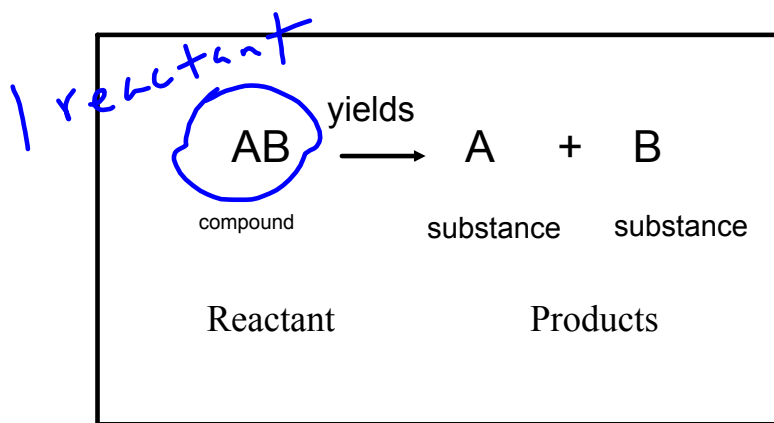 1 reactant
yields
AB → A + B
compound substance substance
Reactant Products